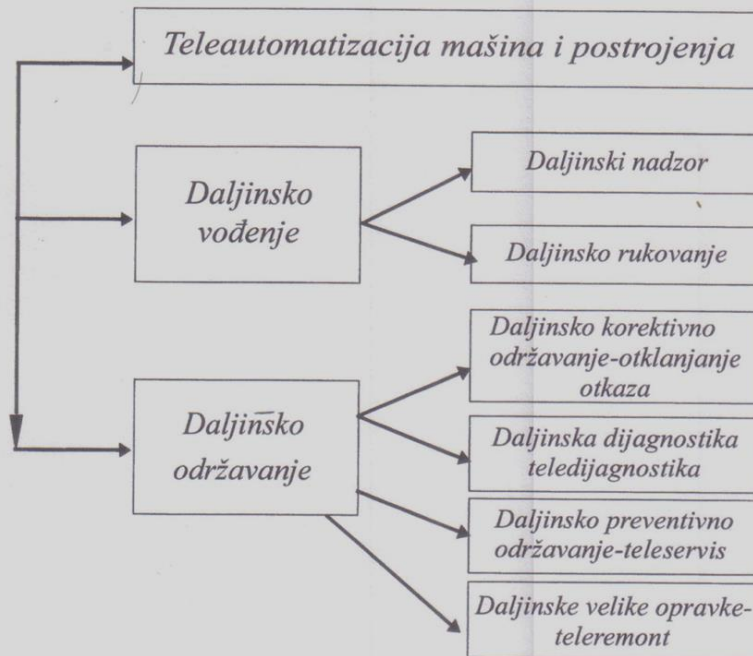 Teleautomatizacija mašina i postrojenja
Daljinsko
vođenje
Daljinski nadzor
Daljinsko rukovanje
Daljinsko
održavanje
Daljinsko korektivno
održavanje-otklanjanje
otkaza
Daljinska dijagnostika
teledijagnostika
Daljinsko preventivno
održavanje-teleservis
Daljinske velike opravke-
teleremont